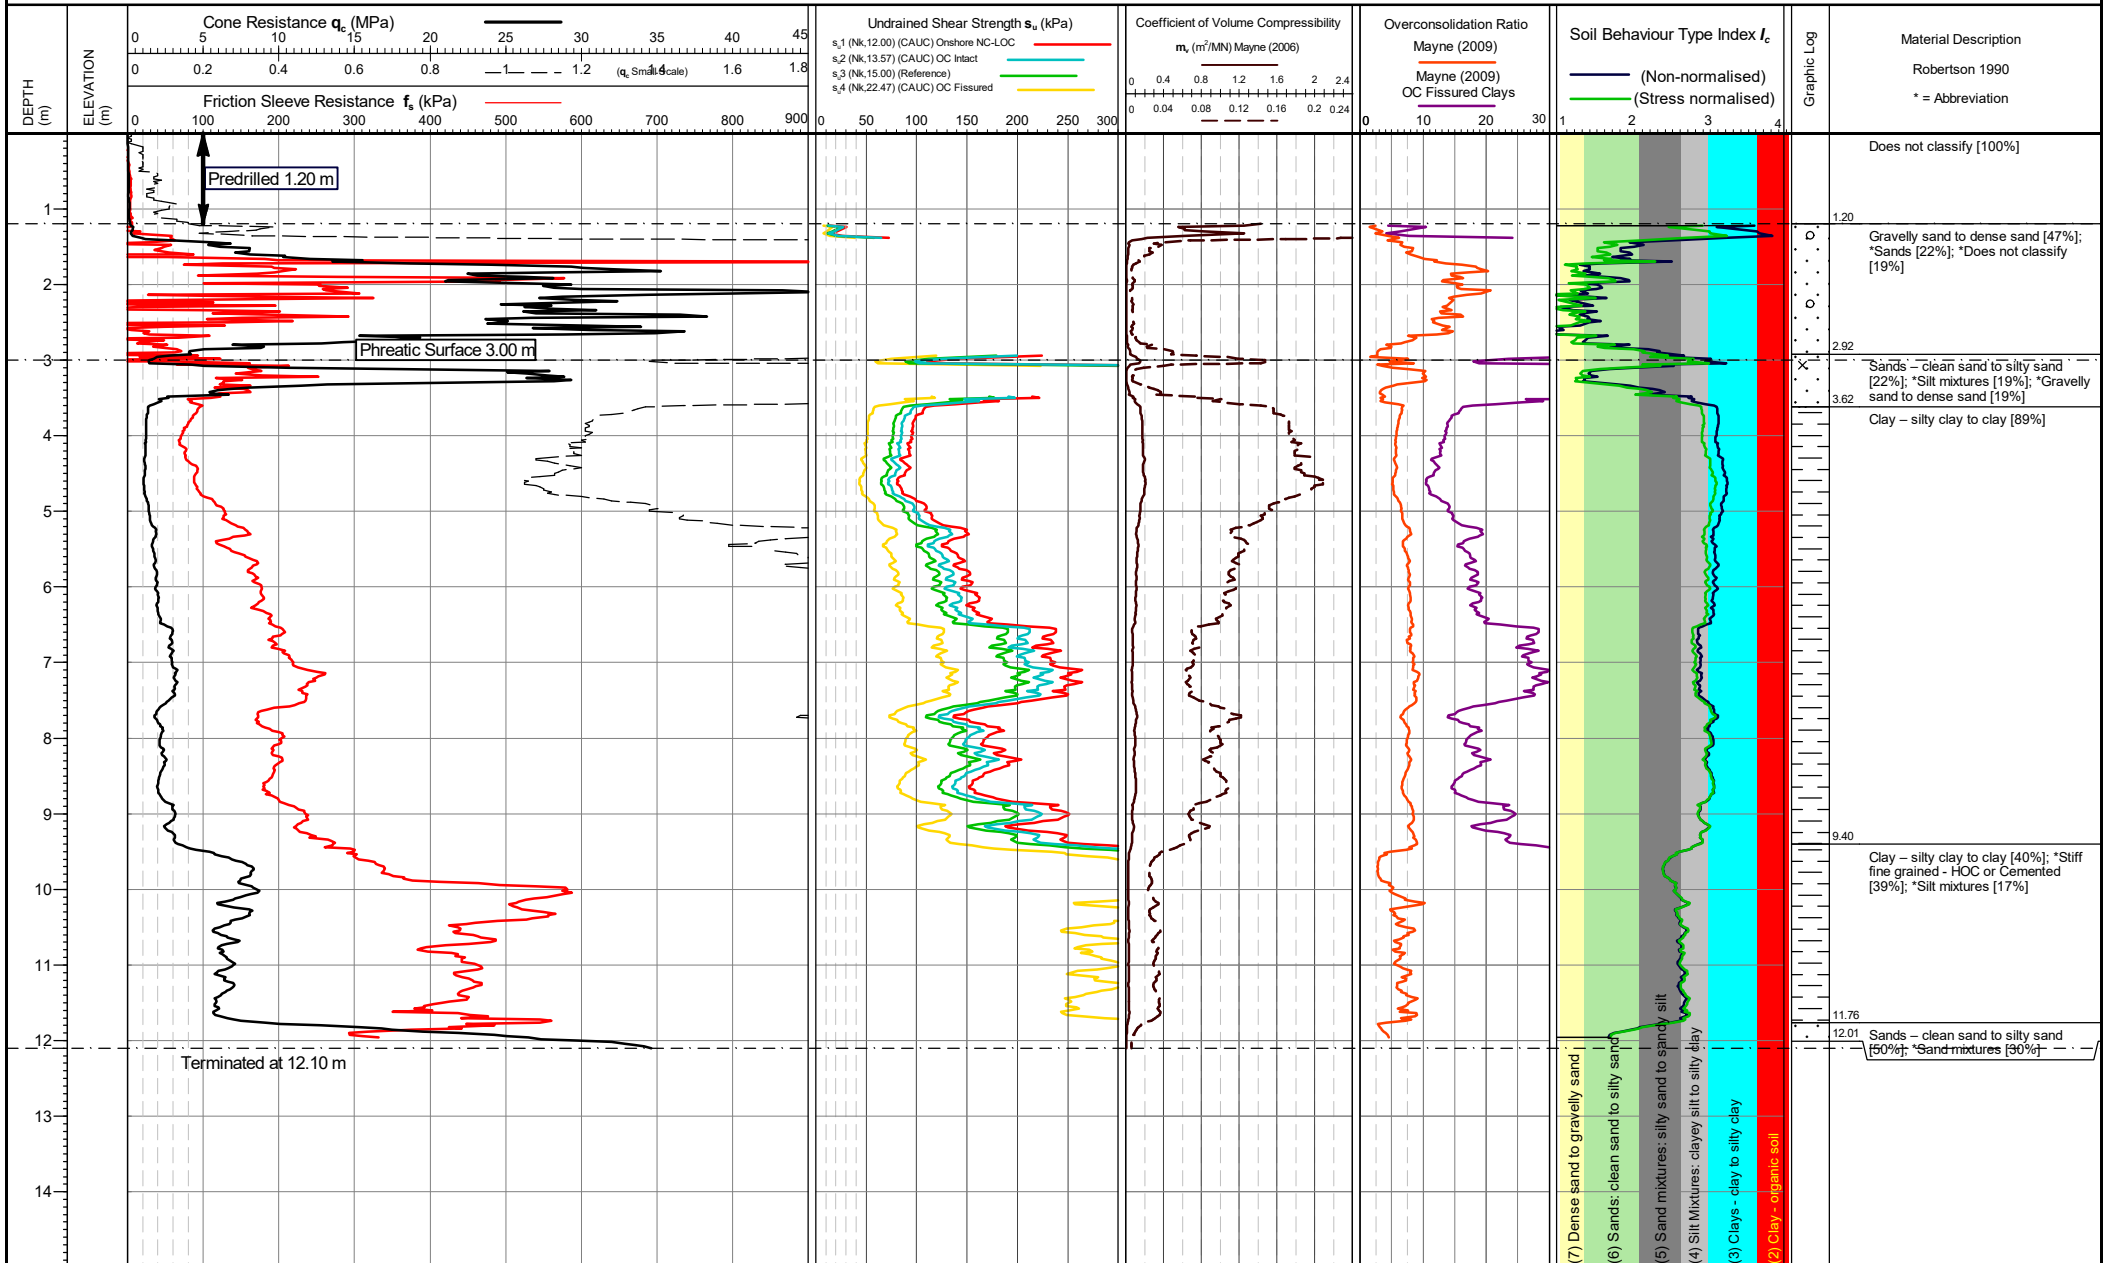 DEPTH (m)
ELEVATION (m)
Cone Resistance qc (MPa)
0 5 10 15 20 25 30 35 40 45
0 0.2 0.4 0.6 0.8 1 1.2 1.4 1.6 1.8
(qc Small Scale)
Friction Sleeve Resistance fs (kPa)
0 100 200 300 400 500 600 700 800 900
Undrained Shear Strength su (kPa)
su1 (Nk,12.00) (CAUC) Onshore NC-LOC
su2 (Nk,13.57) (CAUC) OC Intact
su3 (Nk,15.00) (Reference)
su4 (Nk,22.47) (CAUC) OC Fissured
0 50 100 150 200 250 300
Coefficient of Volume Compressibility
mv (m²/MN) Mayne (2006)
0 0.4 0.8 1.2 1.6 2 2.4
0 0.04 0.08 0.12 0.16 0.2 0.24
Overconsolidation Ratio
Mayne (2009)
Mayne (2009)
OC Fissured Clays
0 10 20 30
Soil Behaviour Type Index Ic
(Non-normalised)
(Stress normalised)
1 2 3 4
Graphic Log
Material Description
Robertson 1990
* = Abbreviation
1
2
3
4
5
6
7
8
9
10
11
12
13
14
Predrilled 1.20 m
Phreatic Surface 3.00 m
Terminated at 12.10 m
(7) Dense sand to gravelly sand
(6) Sands: clean sand to silty sand
(5) Sand mixtures: silty sand to sandy silt
(4) Silt Mixtures: clayey silt to silty clay
(3) Clays - clay to silty clay
(2) Clay - organic soil
Does not classify [100%]
1.20
Gravelly sand to dense sand [47%];
*Sands [22%]; *Does not classify
[19%]
2.92
Sands – clean sand to silty sand
[22%]; *Silt mixtures [19%]; *Gravelly
sand to dense sand [19%]
3.62
Clay – silty clay to clay [89%]
9.40
Clay – silty clay to clay [40%]; *Stiff
fine grained - HOC or Cemented
[39%]; *Silt mixtures [17%]
11.76
12.01
Sands – clean sand to silty sand
[50%]; *Sand mixtures [30%]